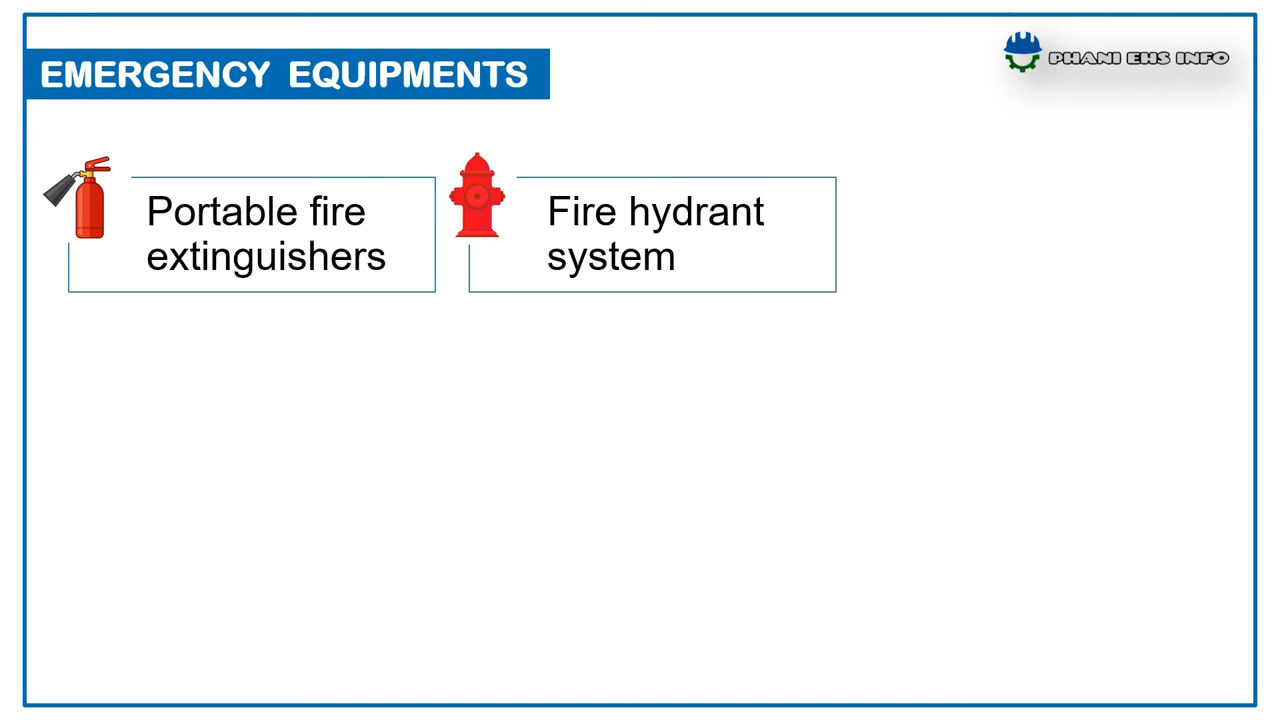 EMERGENCY EQUIPMENTS
PHANI EHS INFO
Portable fire
extinguishers
Fire hydrant
system